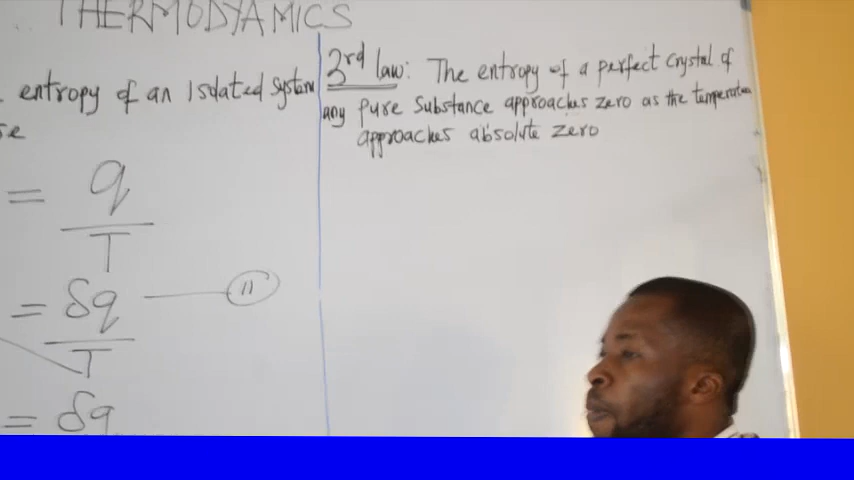 THERMODYAMICS
entropy of an Isolated System
se
= q
T
= δq
T
11
= δq
3rd law: The entropy of a perfect Crystal of
any pure Substance approaches zero as the temperature
approaches absolute zero